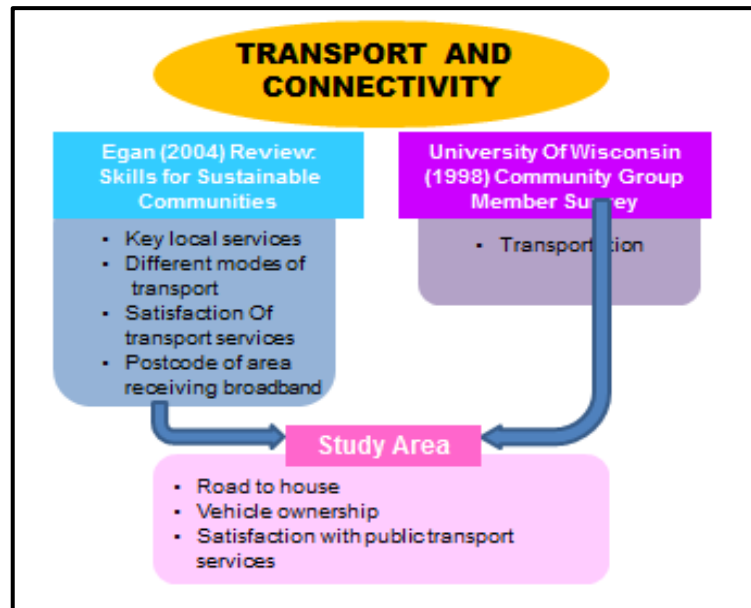 TRANSPORT AND
CONNECTIVITY
Egan (2004) Review:
Skills for Sustainable
Communities
• Key local services
• Different modes of
transport
• Satisfaction Of
transport services
• Postcode of area
receiving broadband
University Of Wisconsin
(1998) Community Group
Member Survey
• Transportation
Study Area
• Road to house
• Vehicle ownership
• Satisfaction with public transport
services